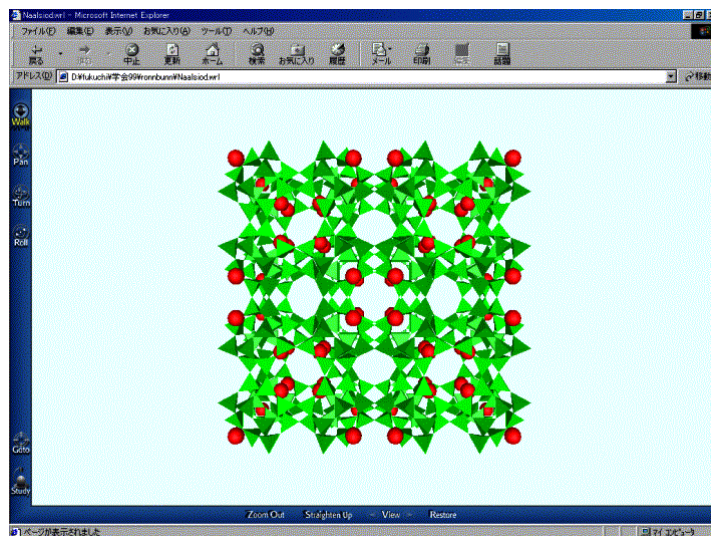 Naalsiod.wrl - Microsoft Internet Explorer
ファイル(F) 編集(E) 表示(V) お気に入り(A) ツール(T) ヘルプ(H)
戻る 中止 更新 ホーム 検索 お気に入り 履歴 メール 印刷 話題
アドレス(D) D:¥fukuchi¥学会99¥ronnbunn¥Naalsiod.wrl 移動
Walk
Pan
Turn
Roll
Goto
Study
Zoom Out Straighten Up View Restore
ページが表示されました マイ コンピュータ